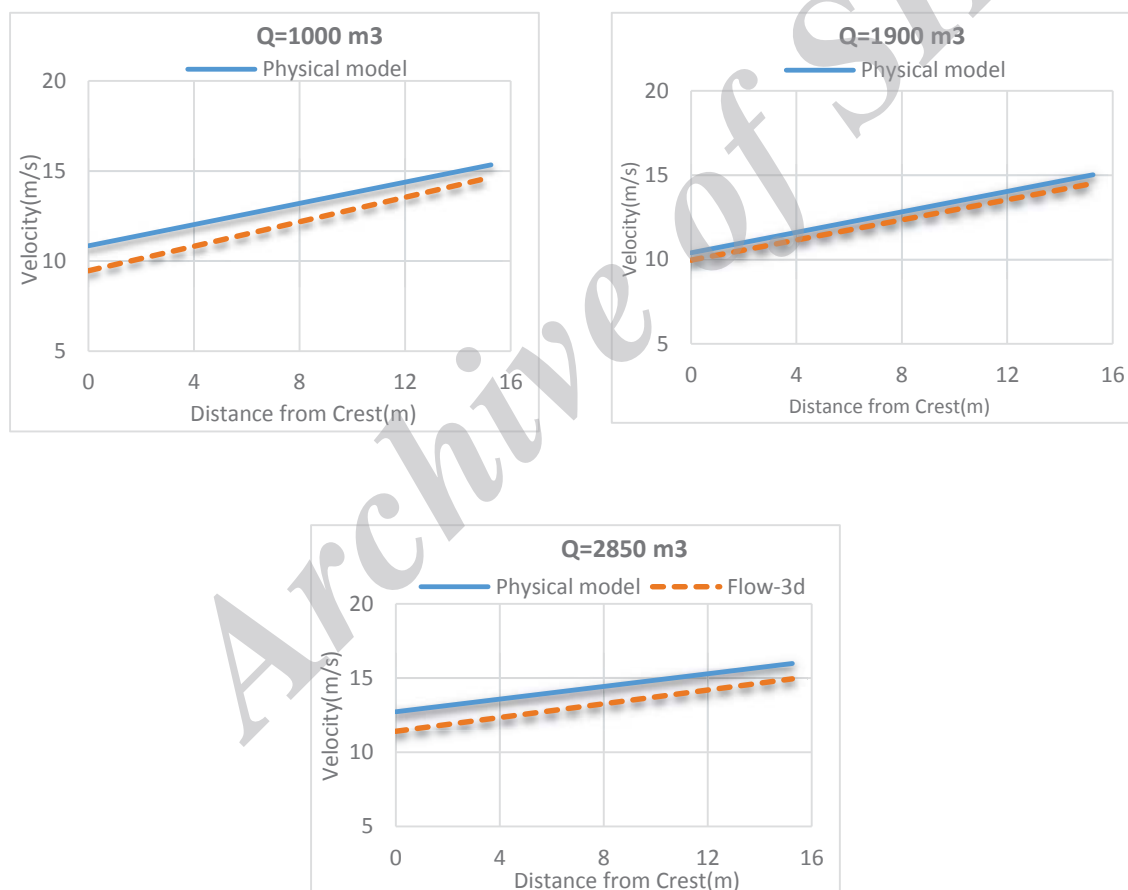 Q=1000 m3
Physical model
20
15
10
5
Velocity(m/s)
0 4 8 12 16
Distance from Crest(m)
Q=1900 m3
Physical model
20
15
10
5
Velocity(m/s)
0 4 8 12 16
Distance from Crest(m)
Q=2850 m3
Physical model Flow-3d
20
15
10
5
Velocity(m/s)
0 4 8 12 16
Distance from Crest(m)
Archive of